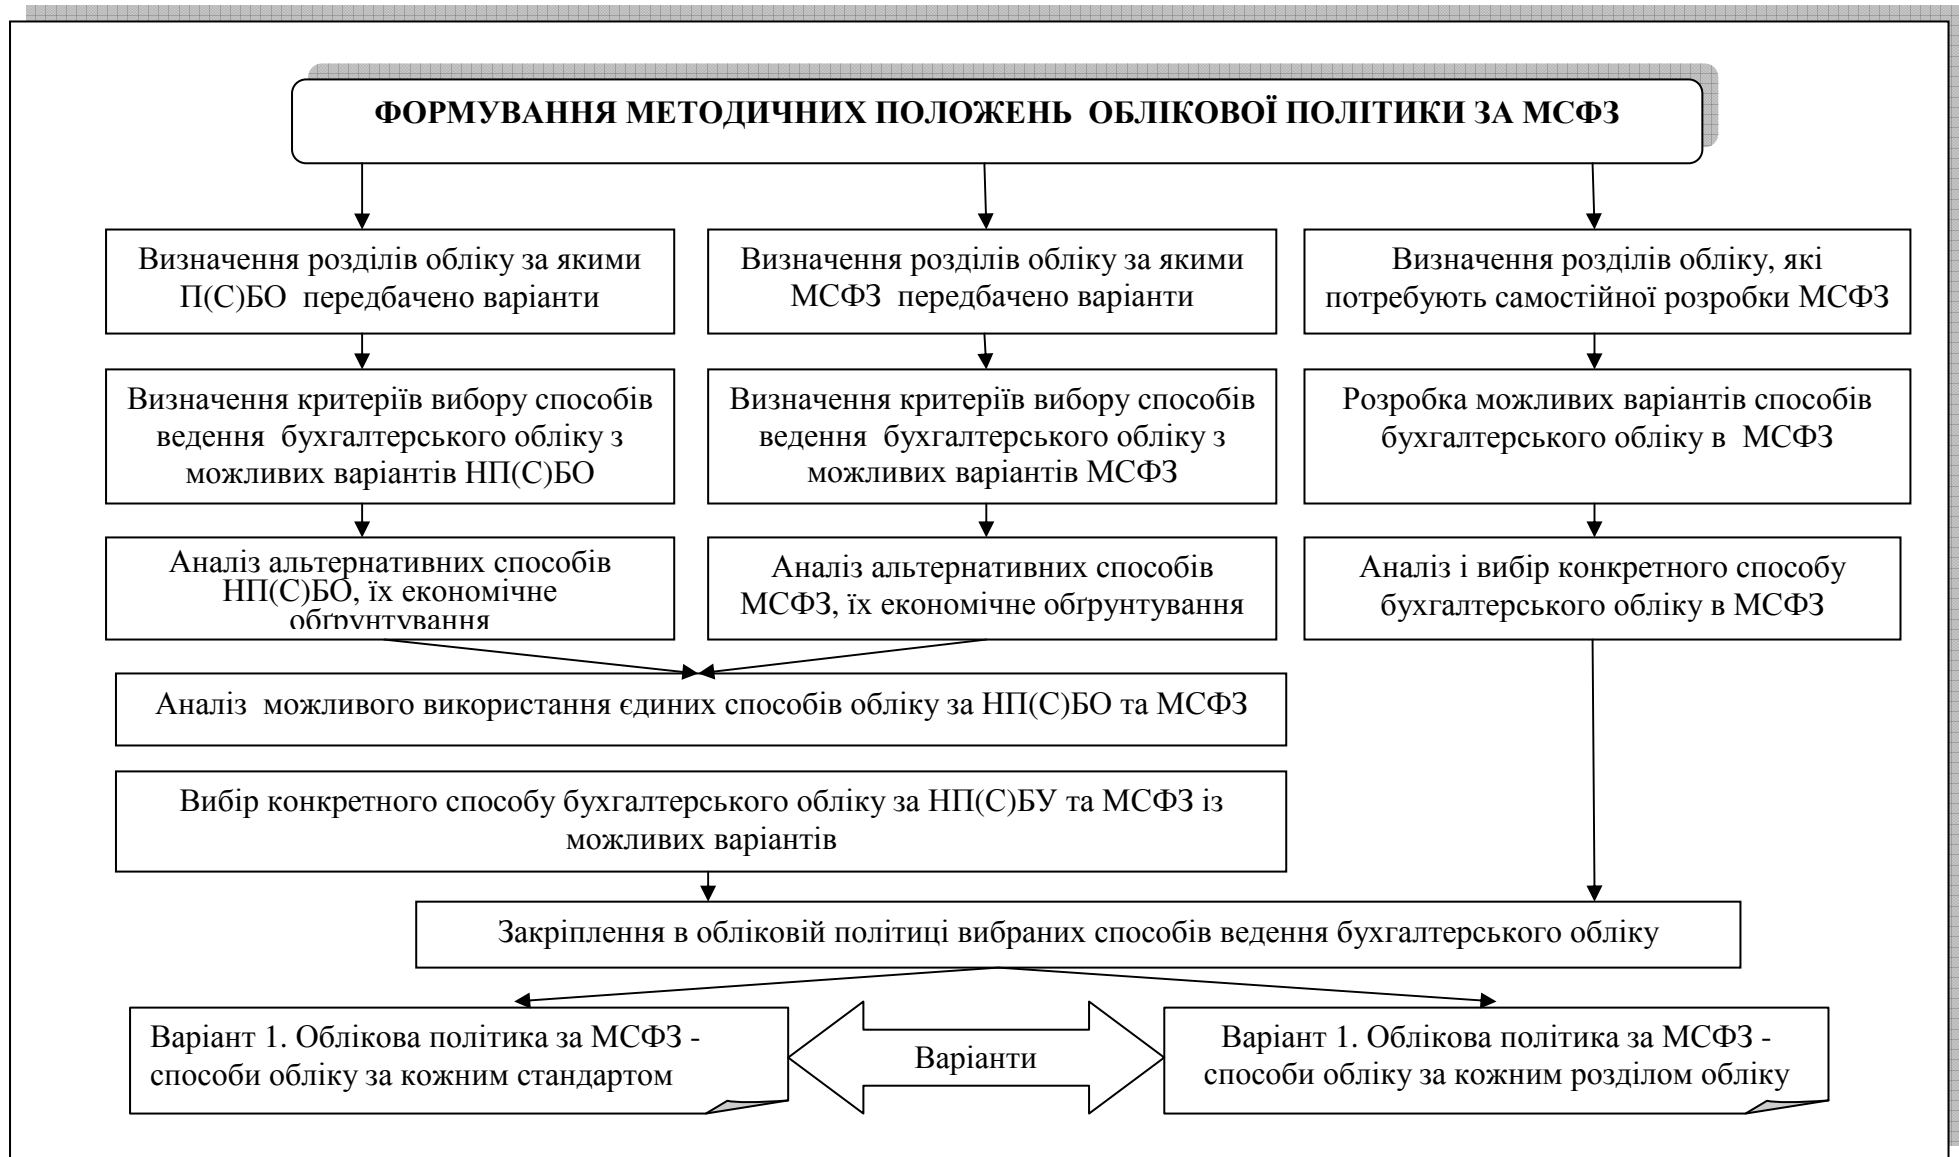 ФОРМУВАННЯ МЕТОДИЧНИХ ПОЛОЖЕНЬ ОБЛІКОВОЇ ПОЛІТИКИ ЗА МСФЗ
Визначення розділів обліку за якими
П(С)БО передбачено варіанти
Визначення розділів обліку за якими
МСФЗ передбачено варіанти
Визначення розділів обліку, які
потребують самостійної розробки МСФЗ
Визначення критеріїв вибору способів
ведення бухгалтерського обліку з
можливих варіантів НП(С)БО
Визначення критеріїв вибору способів
ведення бухгалтерського обліку з
можливих варіантів МСФЗ
Розробка можливих варіантів способів
бухгалтерського обліку в МСФЗ
Аналіз альтернативних способів
НП(С)БО, їх економічне
обґрунтування
Аналіз альтернативних способів
МСФЗ, їх економічне обґрунтування
Аналіз і вибір конкретного способу
бухгалтерського обліку в МСФЗ
Аналіз можливого використання єдиних способів обліку за НП(С)БО та МСФЗ
Вибір конкретного способу бухгалтерського обліку за НП(С)БУ та МСФЗ із
можливих варіантів
Закріплення в обліковій політиці вибраних способів ведення бухгалтерського обліку
Варіант 1. Облікова політика за МСФЗ -
способи обліку за кожним стандартом
Варіанти
Варіант 1. Облікова політика за МСФЗ -
способи обліку за кожним розділом обліку